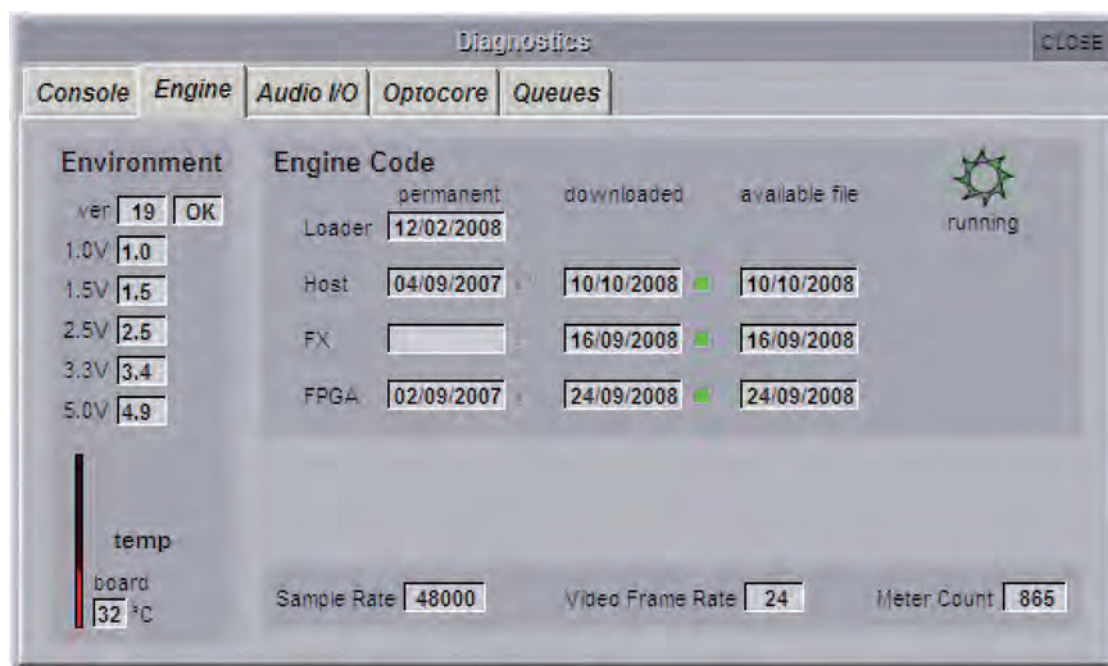 Diagnostics CLOSE
Console Engine Audio I/O Optocore Queues
Environment
ver 19 OK
1.0V 1.0
1.5V 1.5
2.5V 2.5
3.3V 3.4
5.0V 4.9
temp
board
32 °C
Engine Code
permanent downloaded available file
Loader 12/02/2008
Host 04/09/2007 10/10/2008 10/10/2008
FX 16/09/2008 16/09/2008
FPGA 02/09/2007 24/09/2008 24/09/2008
running
Sample Rate 48000 Video Frame Rate 24 Meter Count 865